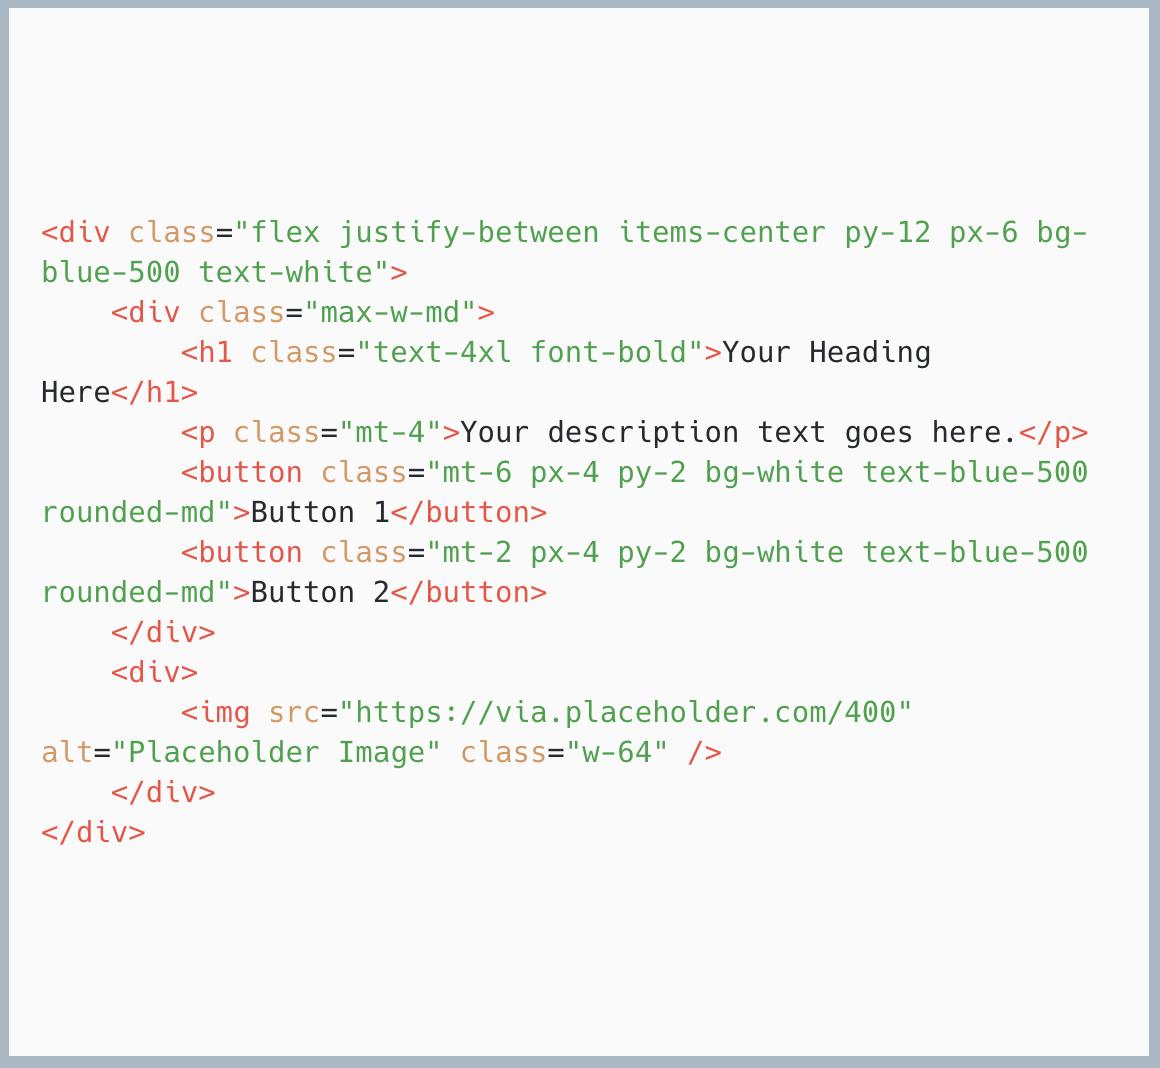 <div class="flex justify-between items-center py-12 px-6 bg-
blue-500 text-white">
    <div class="max-w-md">
        <h1 class="text-4xl font-bold">Your Heading
Here</h1>
        <p class="mt-4">Your description text goes here.</p>
        <button class="mt-6 px-4 py-2 bg-white text-blue-500
rounded-md">Button 1</button>
        <button class="mt-2 px-4 py-2 bg-white text-blue-500
rounded-md">Button 2</button>
    </div>
    <div>
        <img src="https://via.placeholder.com/400"
alt="Placeholder Image" class="w-64" />
    </div>
</div>